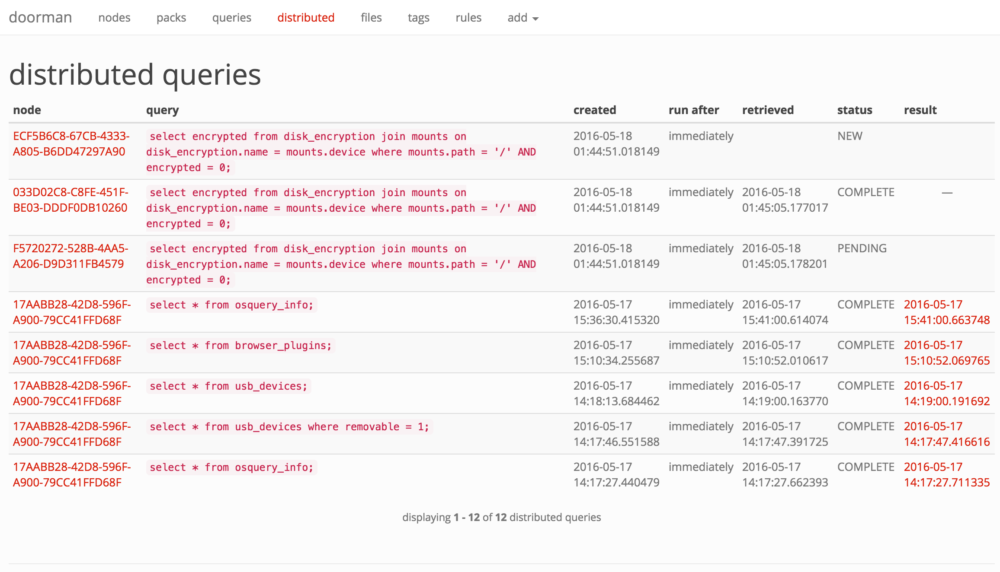 doorman nodes packs queries distributed files tags rules add
distributed queries
node query created run after retrieved status result
ECF5B6C8-67CB-4333- select encrypted from disk_encryption join mounts on 2016-05-18 immediately NEW
A805-B6DD47297A90 disk_encryption.name = mounts.device where mounts.path = '/' AND 01:44:51.018149
encrypted = 0;
033D02C8-C8FE-451F- select encrypted from disk_encryption join mounts on 2016-05-18 immediately 2016-05-18 COMPLETE —
BE03-DDDF0DB10260 disk_encryption.name = mounts.device where mounts.path = '/' AND 01:44:51.018149 01:45:05.177017
encrypted = 0;
F5720272-528B-4AA5- select encrypted from disk_encryption join mounts on 2016-05-18 immediately 2016-05-18 PENDING
A206-D9D311FB4579 disk_encryption.name = mounts.device where mounts.path = '/' AND 01:44:51.018149 01:45:05.178201
encrypted = 0;
17AABB28-42D8-596F- select * from osquery_info; 2016-05-17 immediately 2016-05-17 COMPLETE 2016-05-17
A900-79CC41FFD68F 15:36:30.415320 15:41:00.614074 15:41:00.663748
17AABB28-42D8-596F- select * from browser_plugins; 2016-05-17 immediately 2016-05-17 COMPLETE 2016-05-17
A900-79CC41FFD68F 15:10:34.255687 15:10:52.010617 15:10:52.069765
17AABB28-42D8-596F- select * from usb_devices; 2016-05-17 immediately 2016-05-17 COMPLETE 2016-05-17
A900-79CC41FFD68F 14:18:13.684462 14:19:00.163770 14:19:00.191692
17AABB28-42D8-596F- select * from usb_devices where removable = 1; 2016-05-17 immediately 2016-05-17 COMPLETE 2016-05-17
A900-79CC41FFD68F 14:17:46.551588 14:17:47.391725 14:17:47.416616
17AABB28-42D8-596F- select * from osquery_info; 2016-05-17 immediately 2016-05-17 COMPLETE 2016-05-17
A900-79CC41FFD68F 14:17:27.440479 14:17:27.662393 14:17:27.711335
displaying 1 - 12 of 12 distributed queries